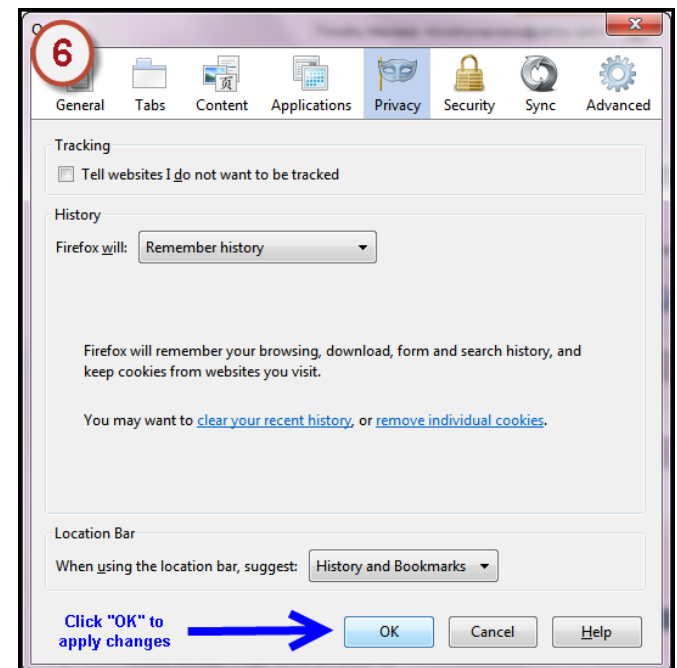 6
General Tabs Content Applications Privacy Security Sync Advanced
Tracking
Tell websites I do not want to be tracked
History
Firefox will: Remember history
Firefox will remember your browsing, download, form and search history, and
keep cookies from websites you visit.
You may want to clear your recent history, or remove individual cookies.
Location Bar
When using the location bar, suggest: History and Bookmarks
Click "OK" to
apply changes
OK Cancel Help